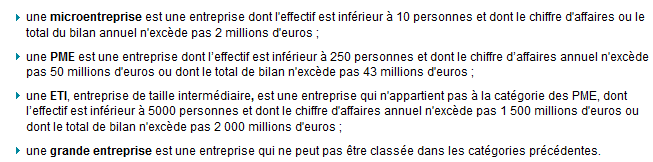 une microentreprise est une entreprise dont l'effectif est inférieur à 10 personnes et dont le chiffre d'affaires ou le
total du bilan annuel n'excède pas 2 millions d'euros ;
une PME est une entreprise dont l'effectif est inférieur à 250 personnes et dont le chiffre d'affaires annuel n'excède
pas 50 millions d'euros ou dont le total de bilan n'excède pas 43 millions d'euros ;
une ETI, entreprise de taille intermédiaire, est une entreprise qui n'appartient pas à la catégorie des PME, dont
l'effectif est inférieur à 5000 personnes et dont le chiffre d'affaires annuel n'excède pas 1 500 millions d'euros ou
dont le total de bilan n'excède pas 2 000 millions d'euros ;
une grande entreprise est une entreprise qui ne peut pas être classée dans les catégories précédentes.